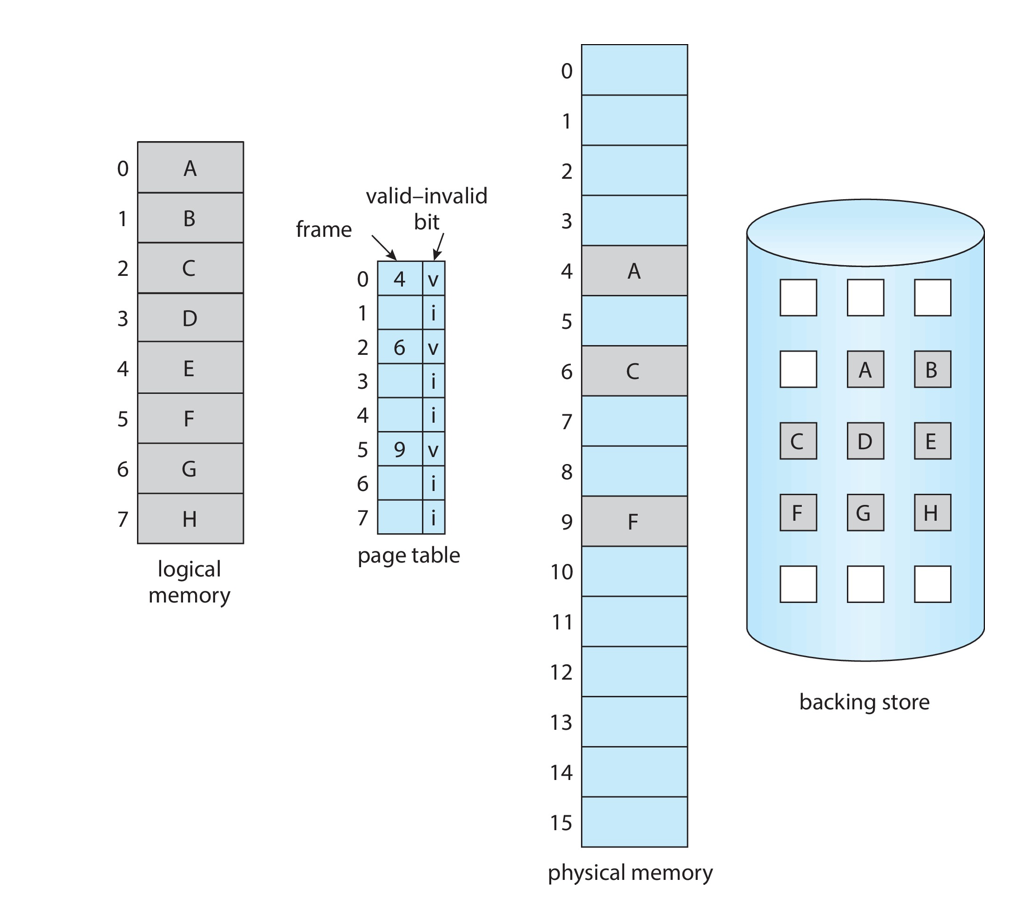 0 A
1 B
2 C
3 D
4 E
5 F
6 G
7 H
logical
memory
valid–invalid
bit
frame
0 4 v
1 i
2 6 v
3 i
4 i
5 9 v
6 i
7 i
page table
0
1
2
3
4 A
5
6 C
7
8
9 F
10
11
12
13
14
15
physical memory
A B
C D E
F G H
backing store